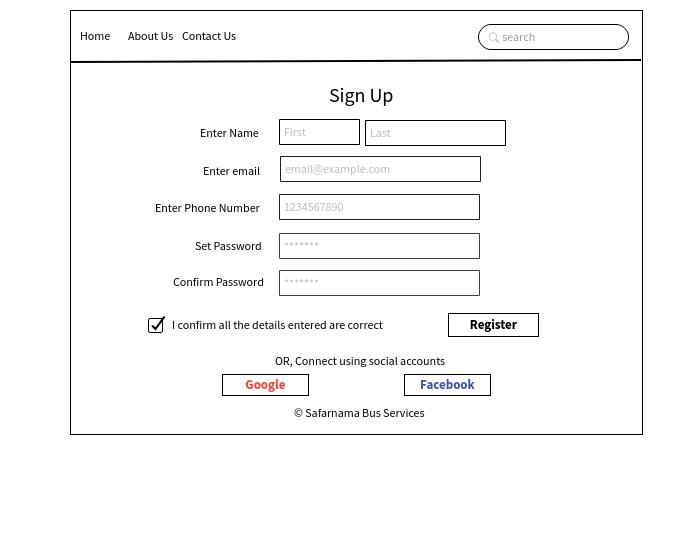 Home About Us Contact Us search
Sign Up
Enter Name First Last
Enter email email@example.com
Enter Phone Number 1234567890
Set Password *******
Confirm Password *******
I confirm all the details entered are correct Register
OR, Connect using social accounts
Google Facebook
© Safarnama Bus Services